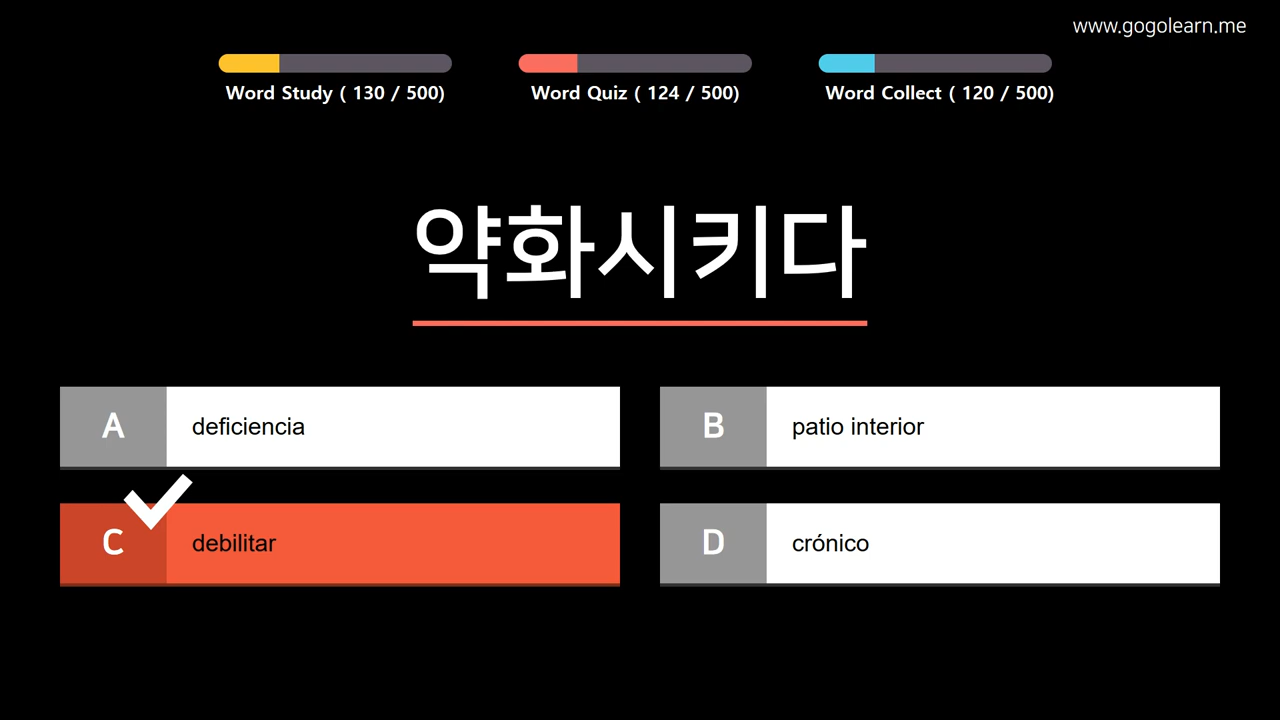 www.gogolearn.me
Word Study ( 130 / 500)
Word Quiz ( 124 / 500)
Word Collect ( 120 / 500)
약화시키다
A deficiencia
B patio interior
C debilitar
D crónico